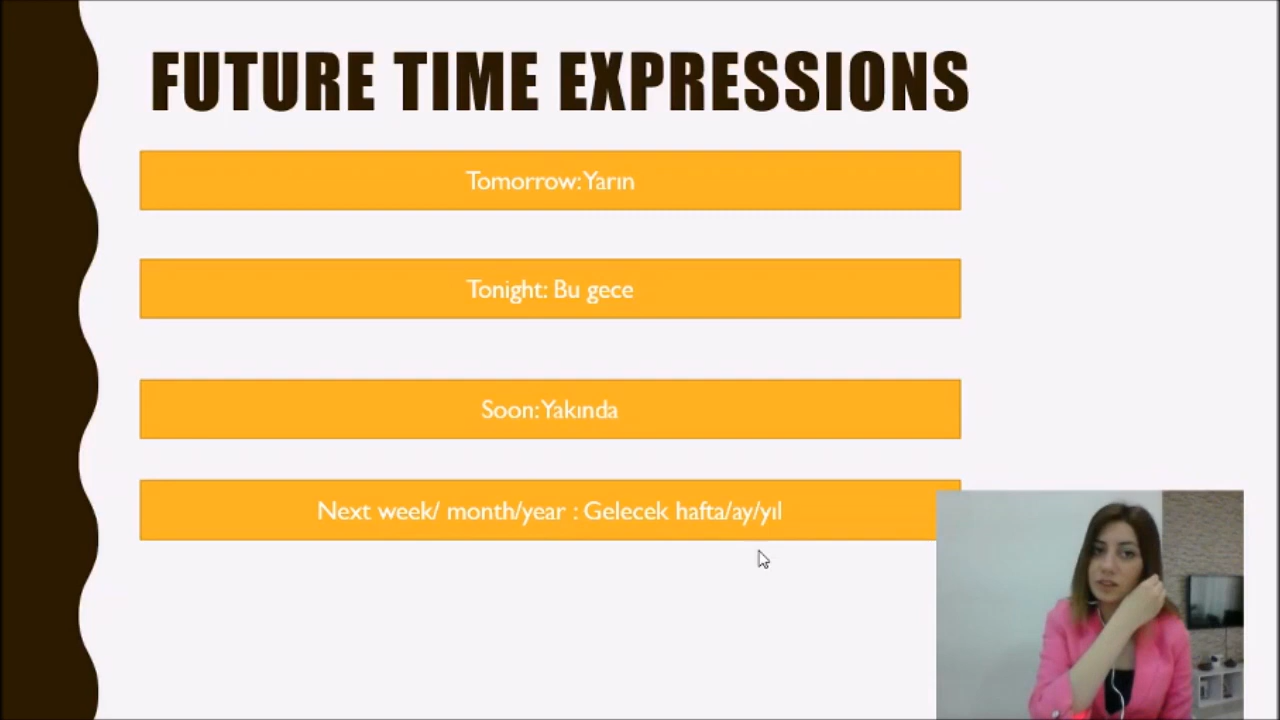 FUTURE TIME EXPRESSIONS
Tomorrow: Yarın
Tonight: Bu gece
Soon: Yakında
Next week/ month/year : Gelecek hafta/ay/yıl